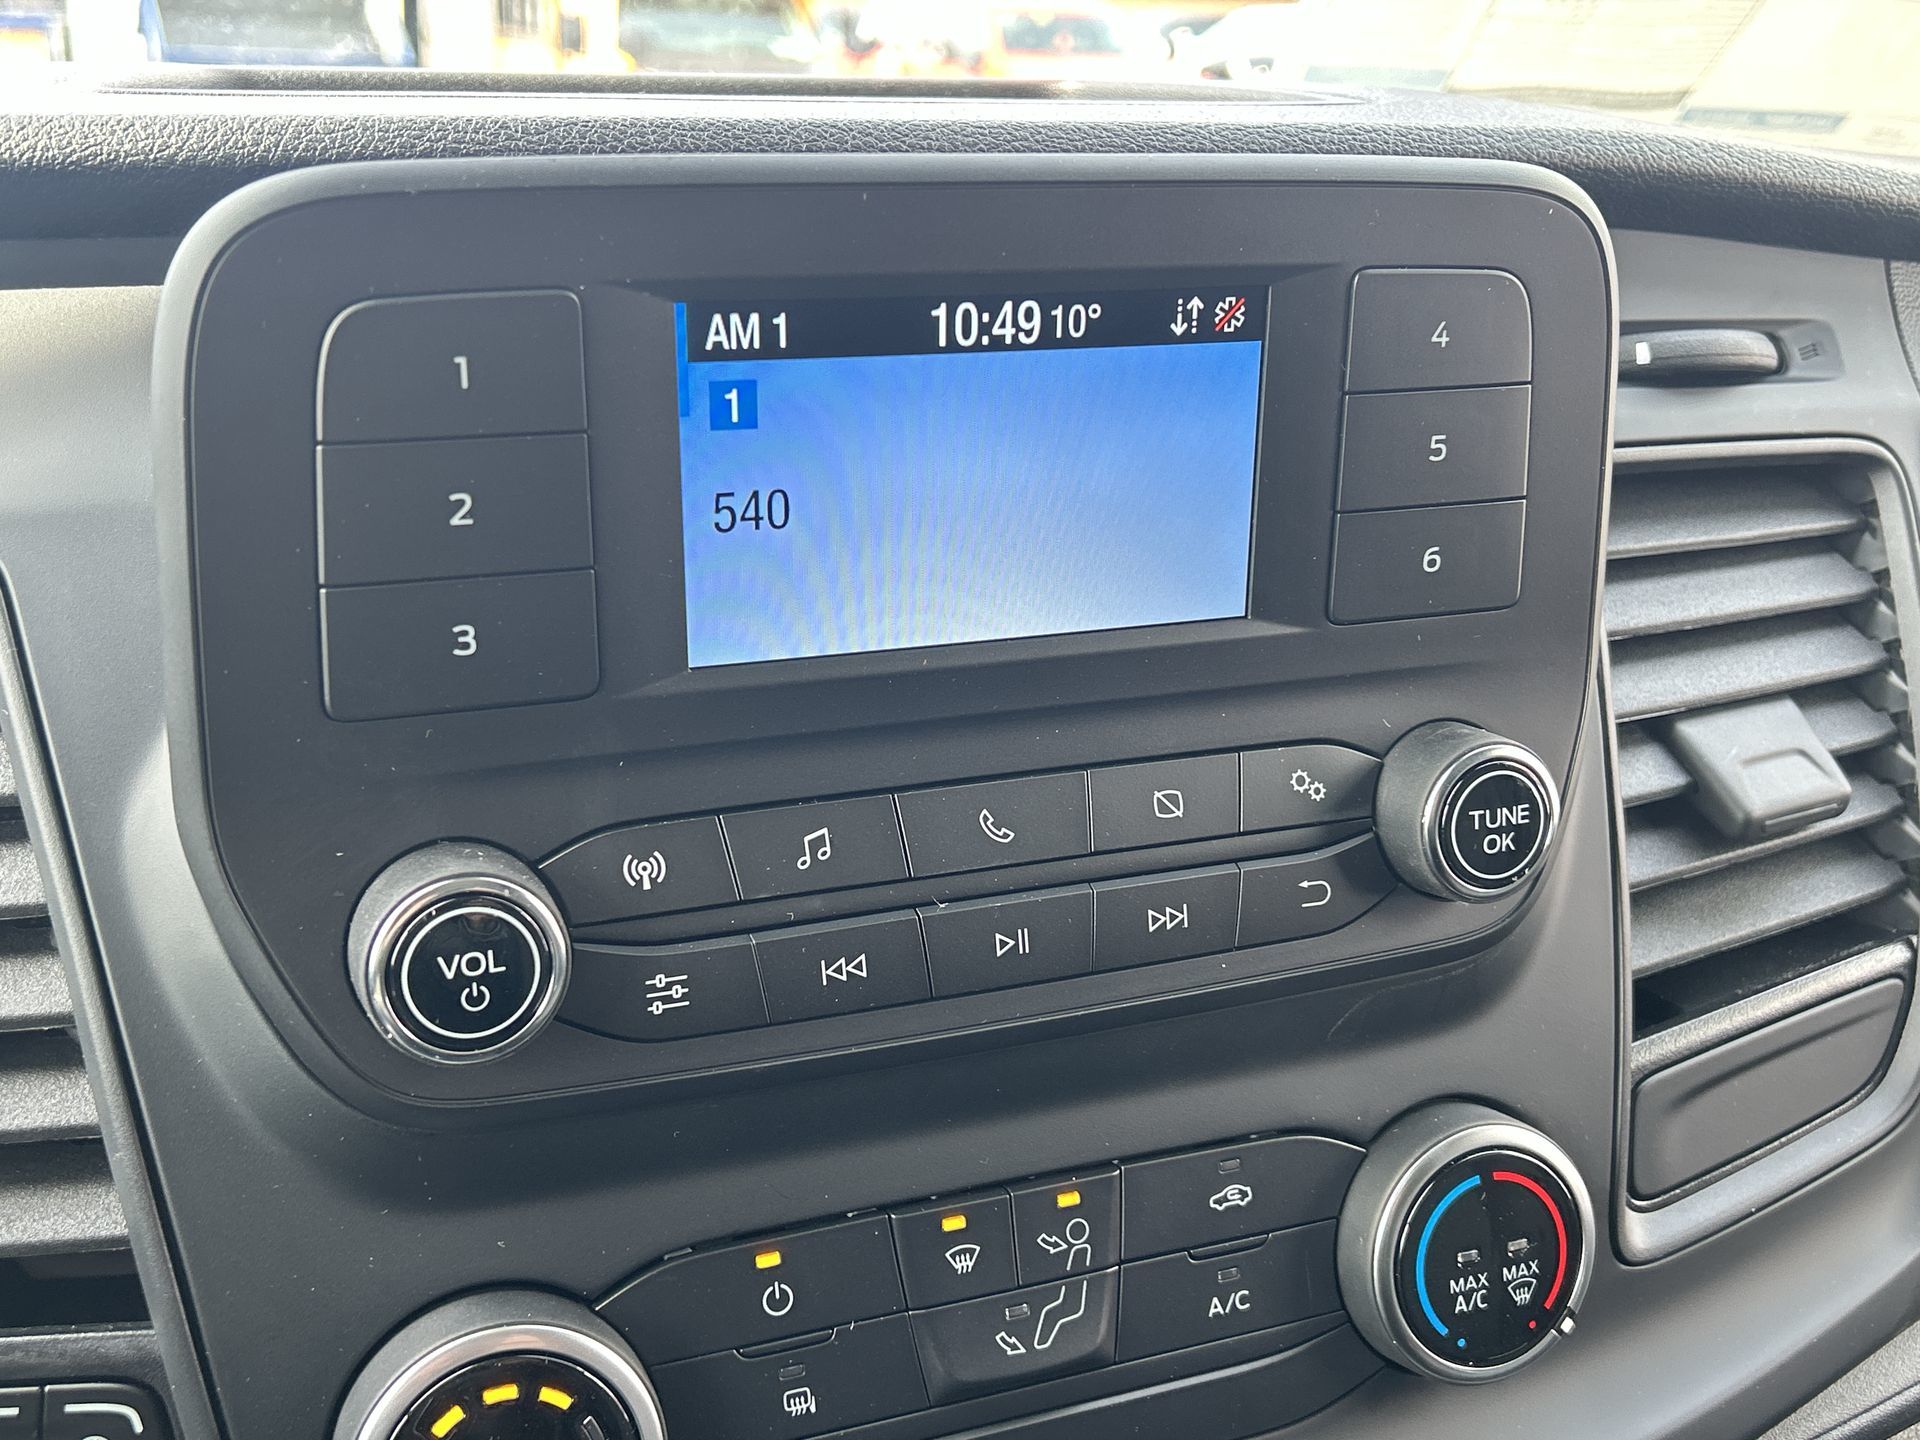 AM 1 10:49 10°
1
540
1
2
3
4
5
6
TUNE
OK
VOL
A/C
MAX
A/C
MAX